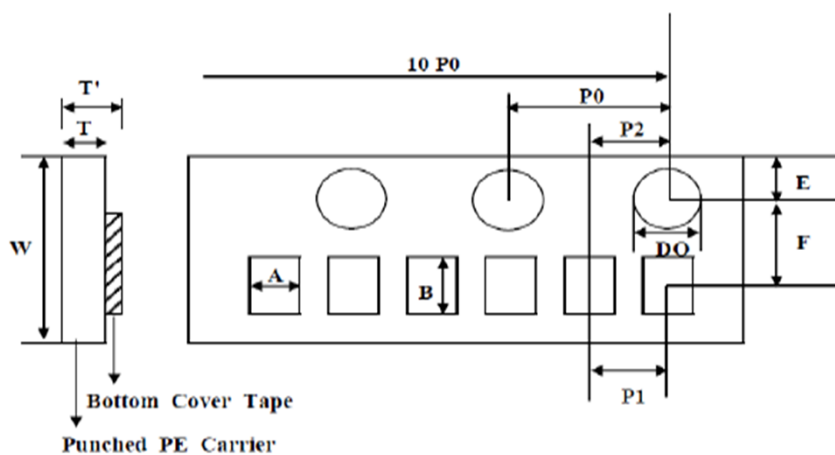 10 P0
T'
P0
T
P2
E
W
DO
F
A
B
P1
Bottom Cover Tape
Punched PE Carrier